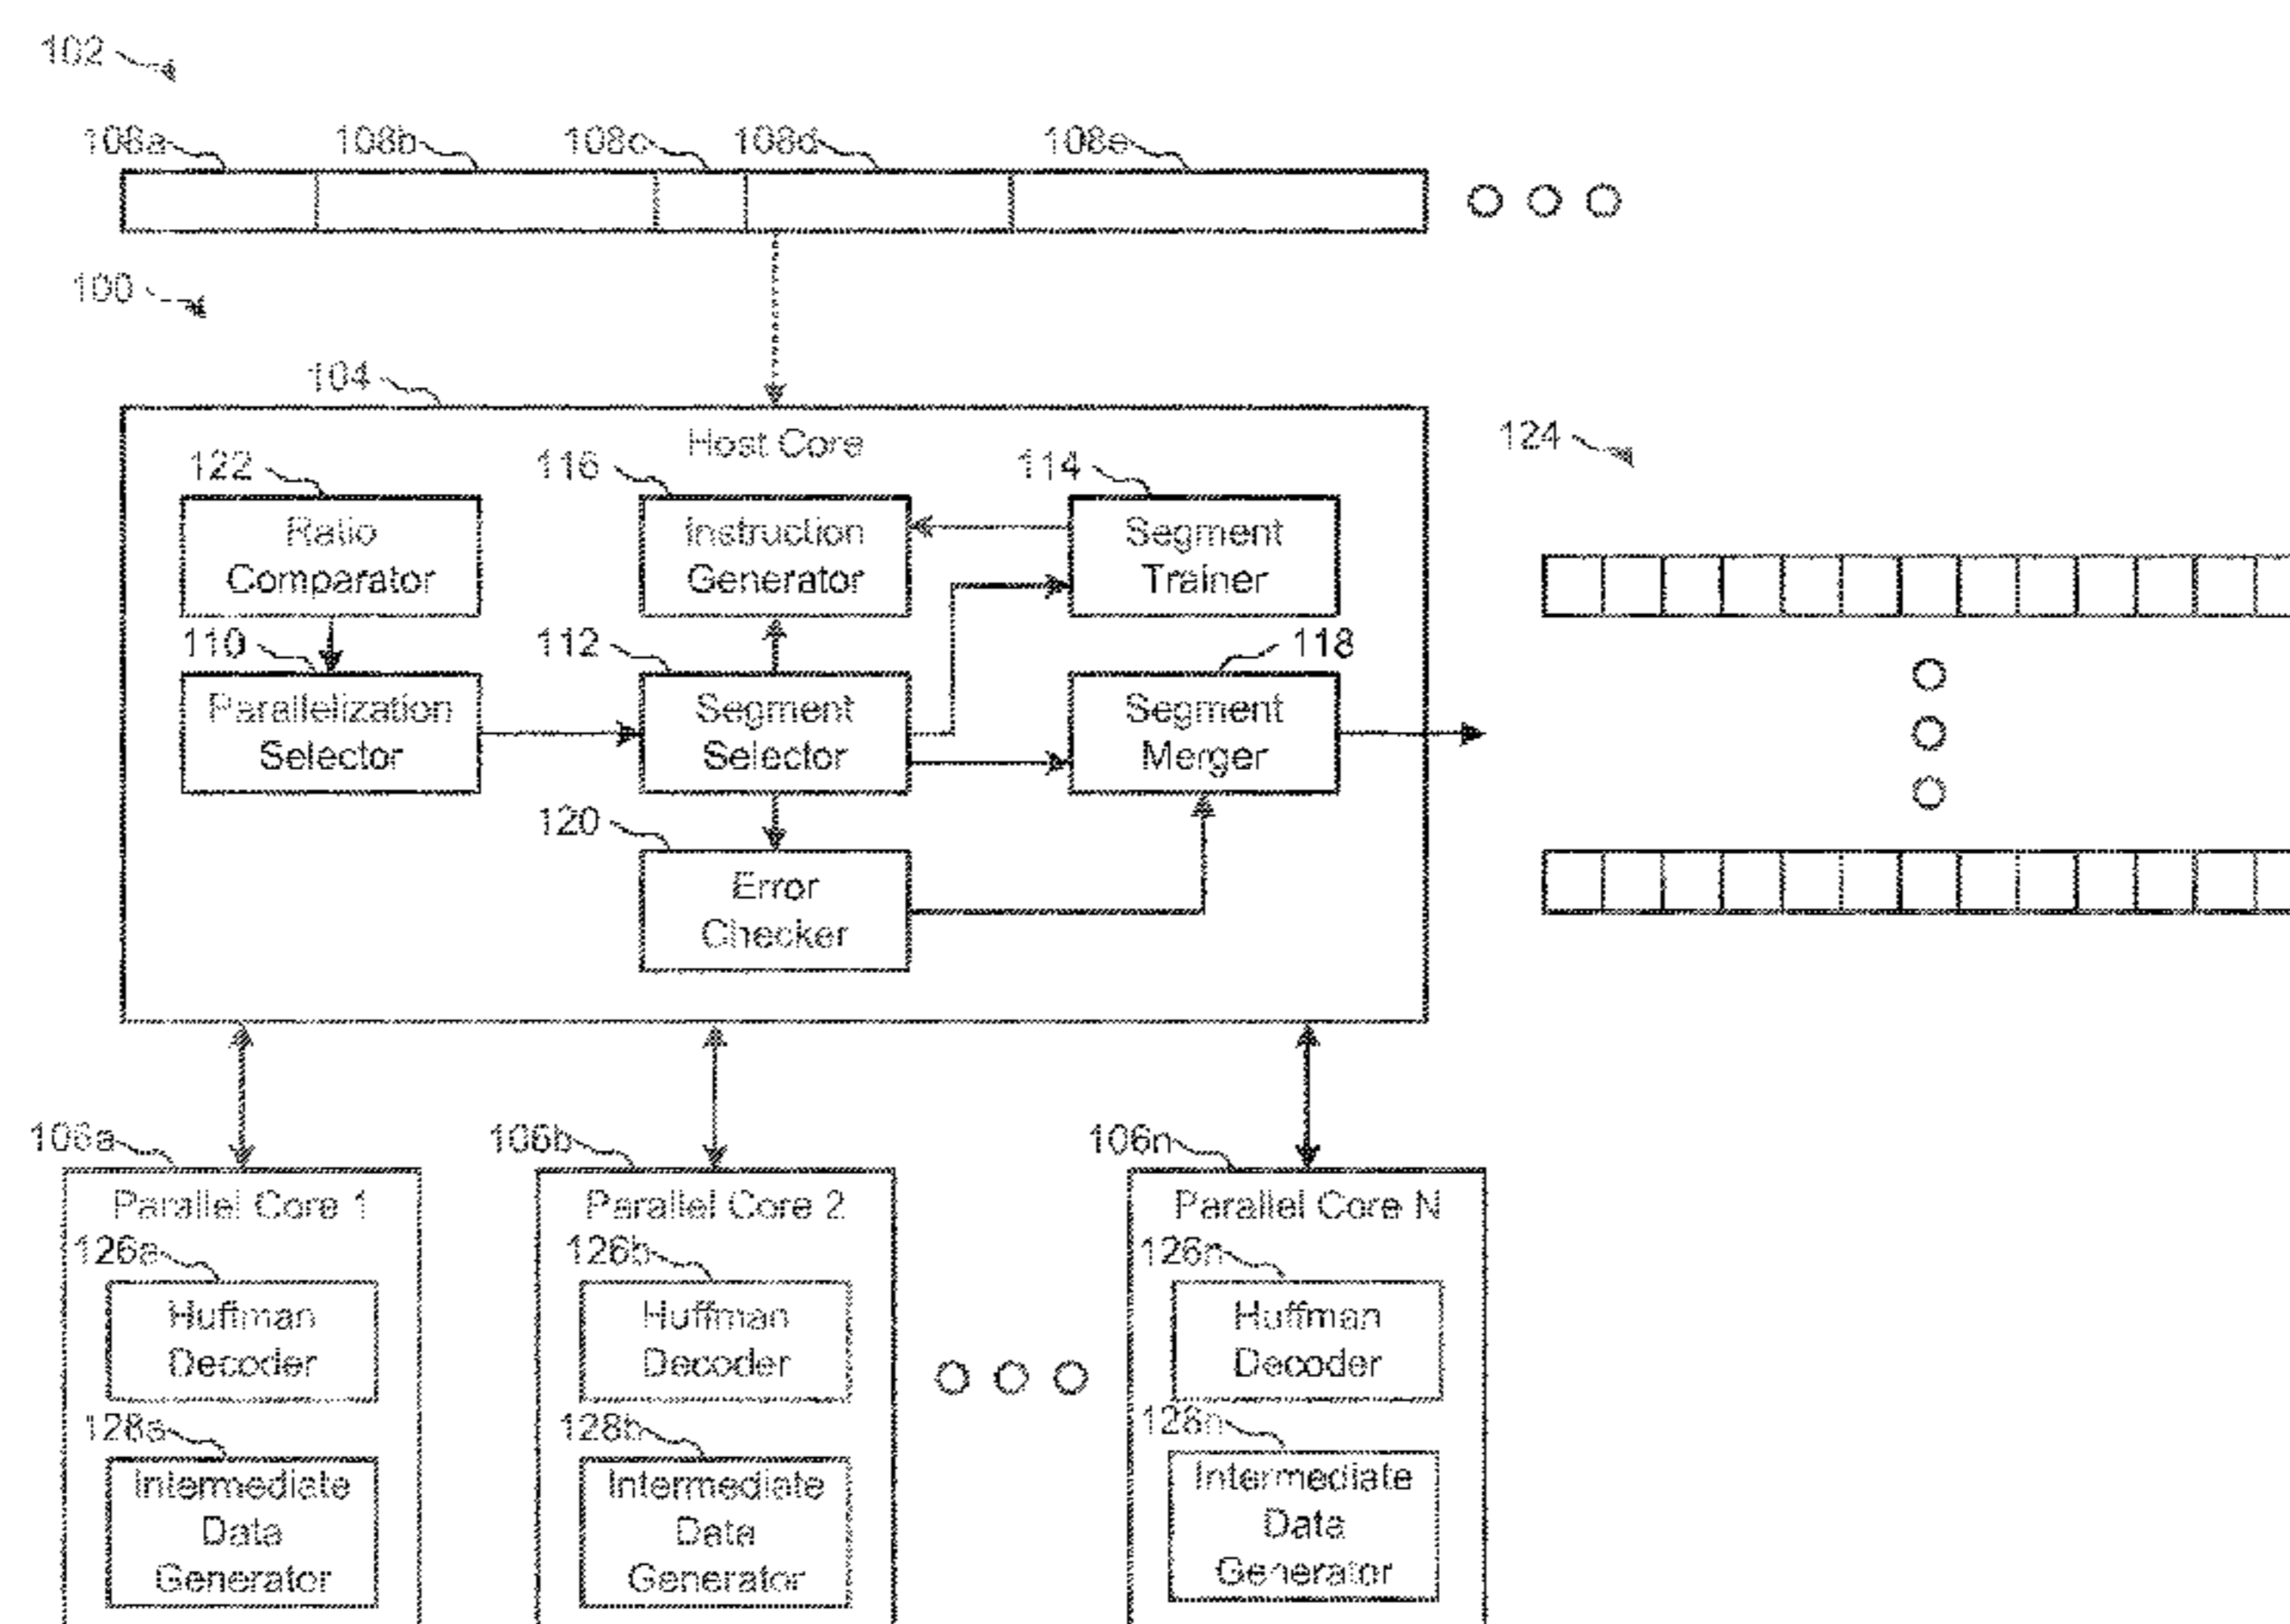 102
108a 108b 108c 108d 108e
100
104
Host Core
124
122 116 114
Ratio Comparator
Instruction Generator
Segment Trainer
110 112 118
Parallelization Selector
Segment Selector
Segment Merger
120
Error Checker
106a 106b 106n
Parallel Core 1
Parallel Core 2
Parallel Core N
126a 126b 126n
Huffman Decoder
Huffman Decoder
Huffman Decoder
128a 128b 128n
Intermediate Data Generator
Intermediate Data Generator
Intermediate Data Generator